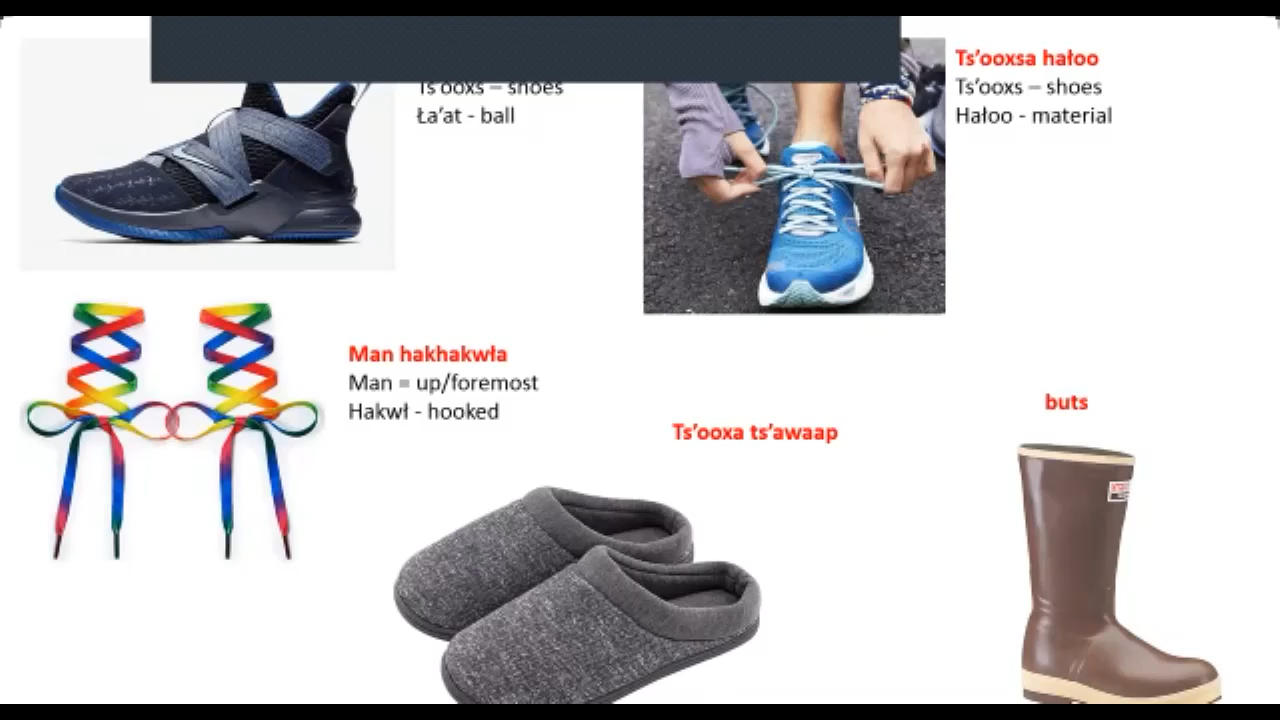 Ts'ooxs – shoes
Ła'at - ball
Ts'ooxsa hałoo
Ts'ooxs – shoes
Hałoo - material
Man hakhakwła
Man = up/foremost
Hakwł - hooked
Ts'ooxa ts'awaap
buts